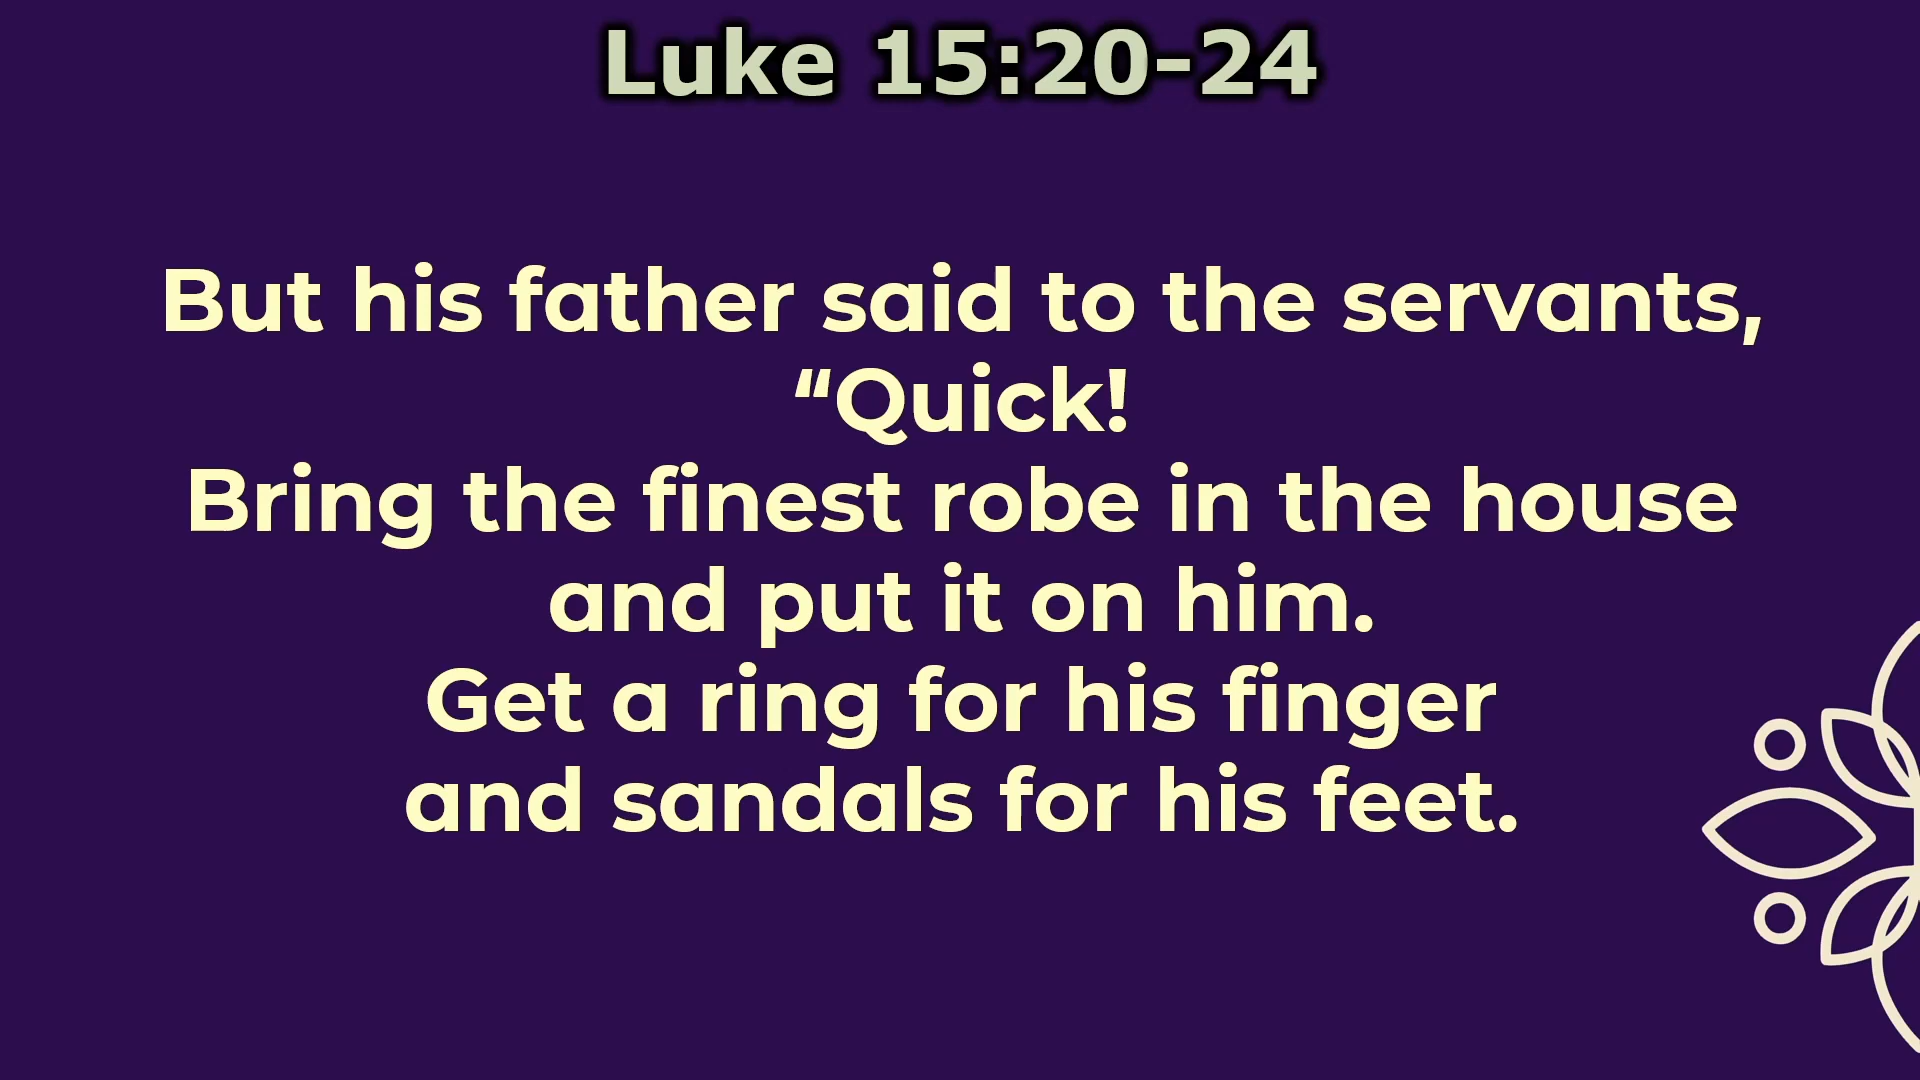 Luke 15:20-24
But his father said to the servants,
“Quick!
Bring the finest robe in the house
and put it on him.
Get a ring for his finger
and sandals for his feet.